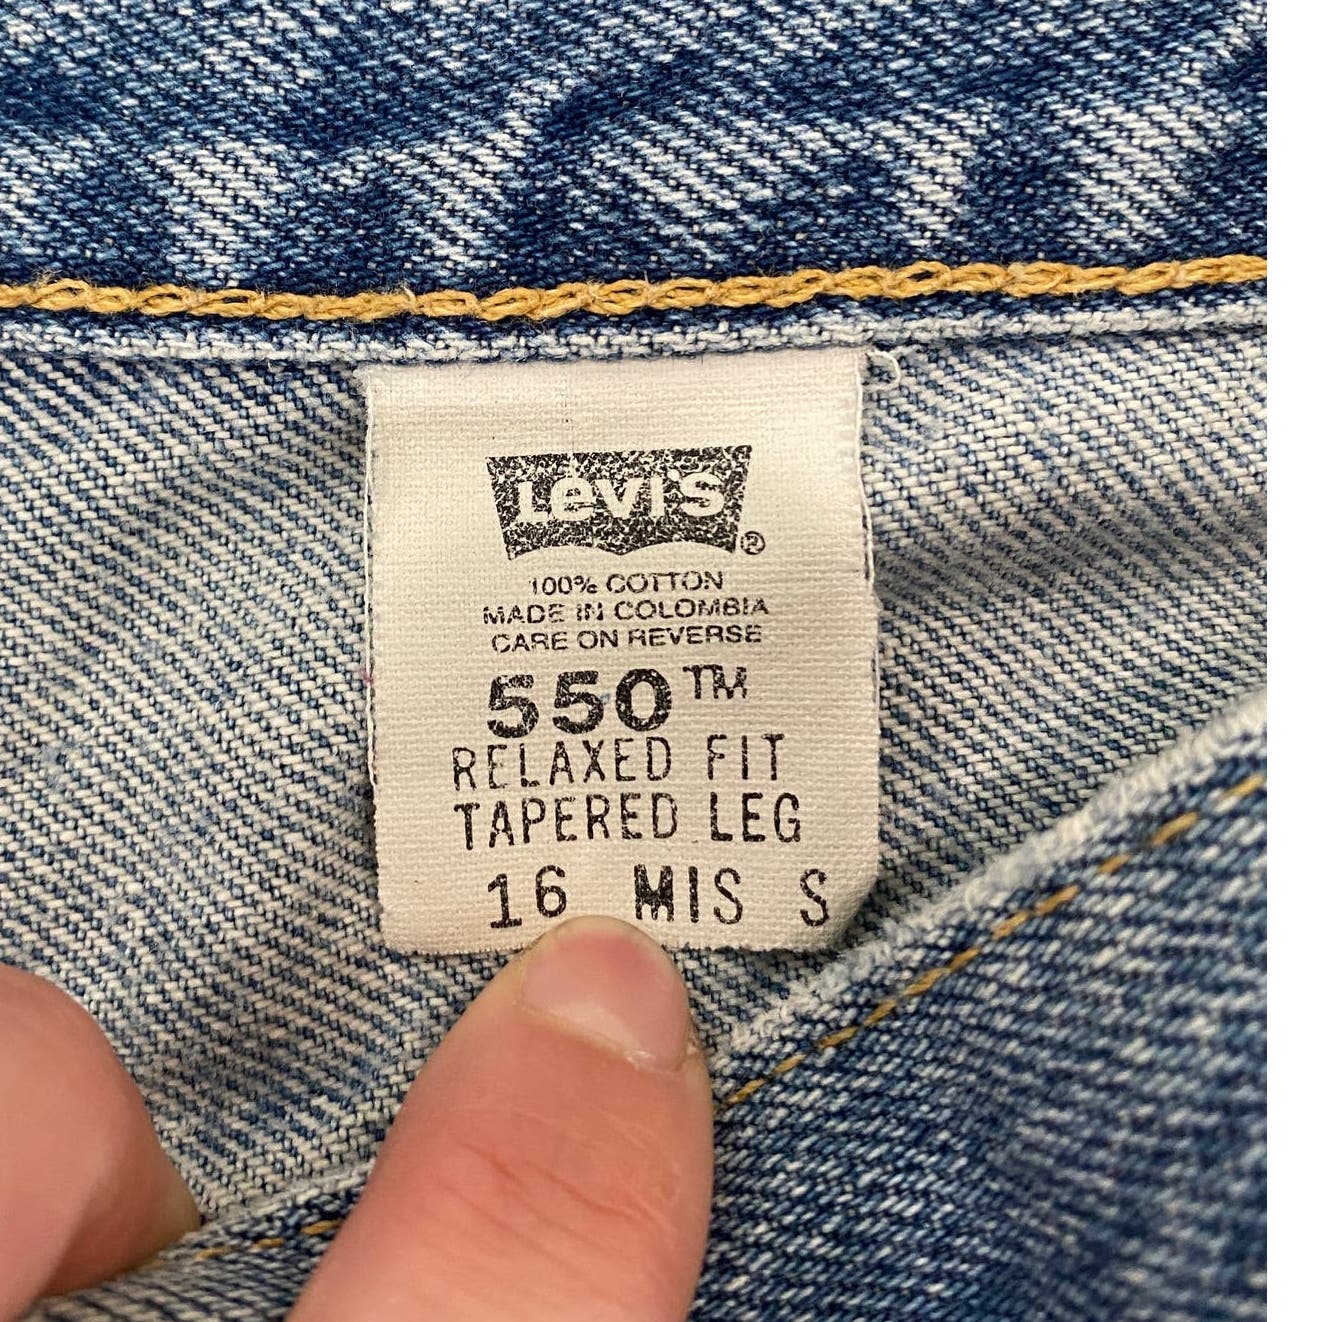 Levi's ®
100% COTTON
MADE IN COLOMBIA
CARE ON REVERSE
550™
RELAXED FIT
TAPERED LEG
16 MIS S